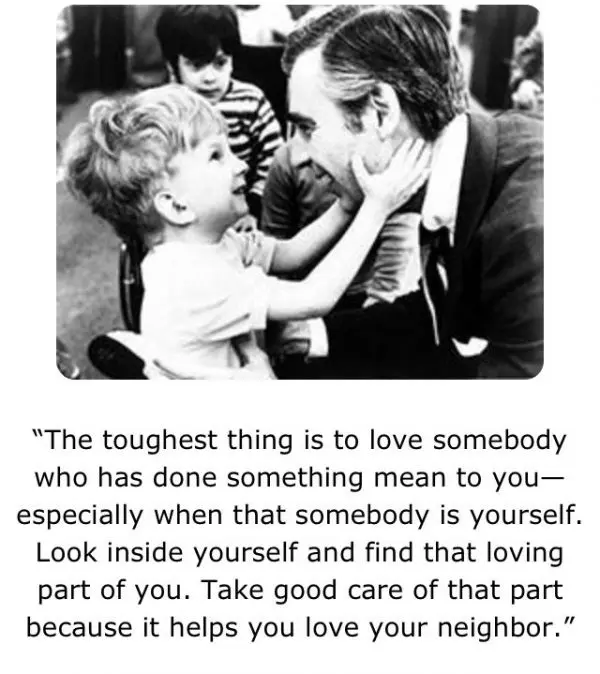 “The toughest thing is to love somebody
who has done something mean to you—
especially when that somebody is yourself.
Look inside yourself and find that loving
part of you. Take good care of that part
because it helps you love your neighbor.”